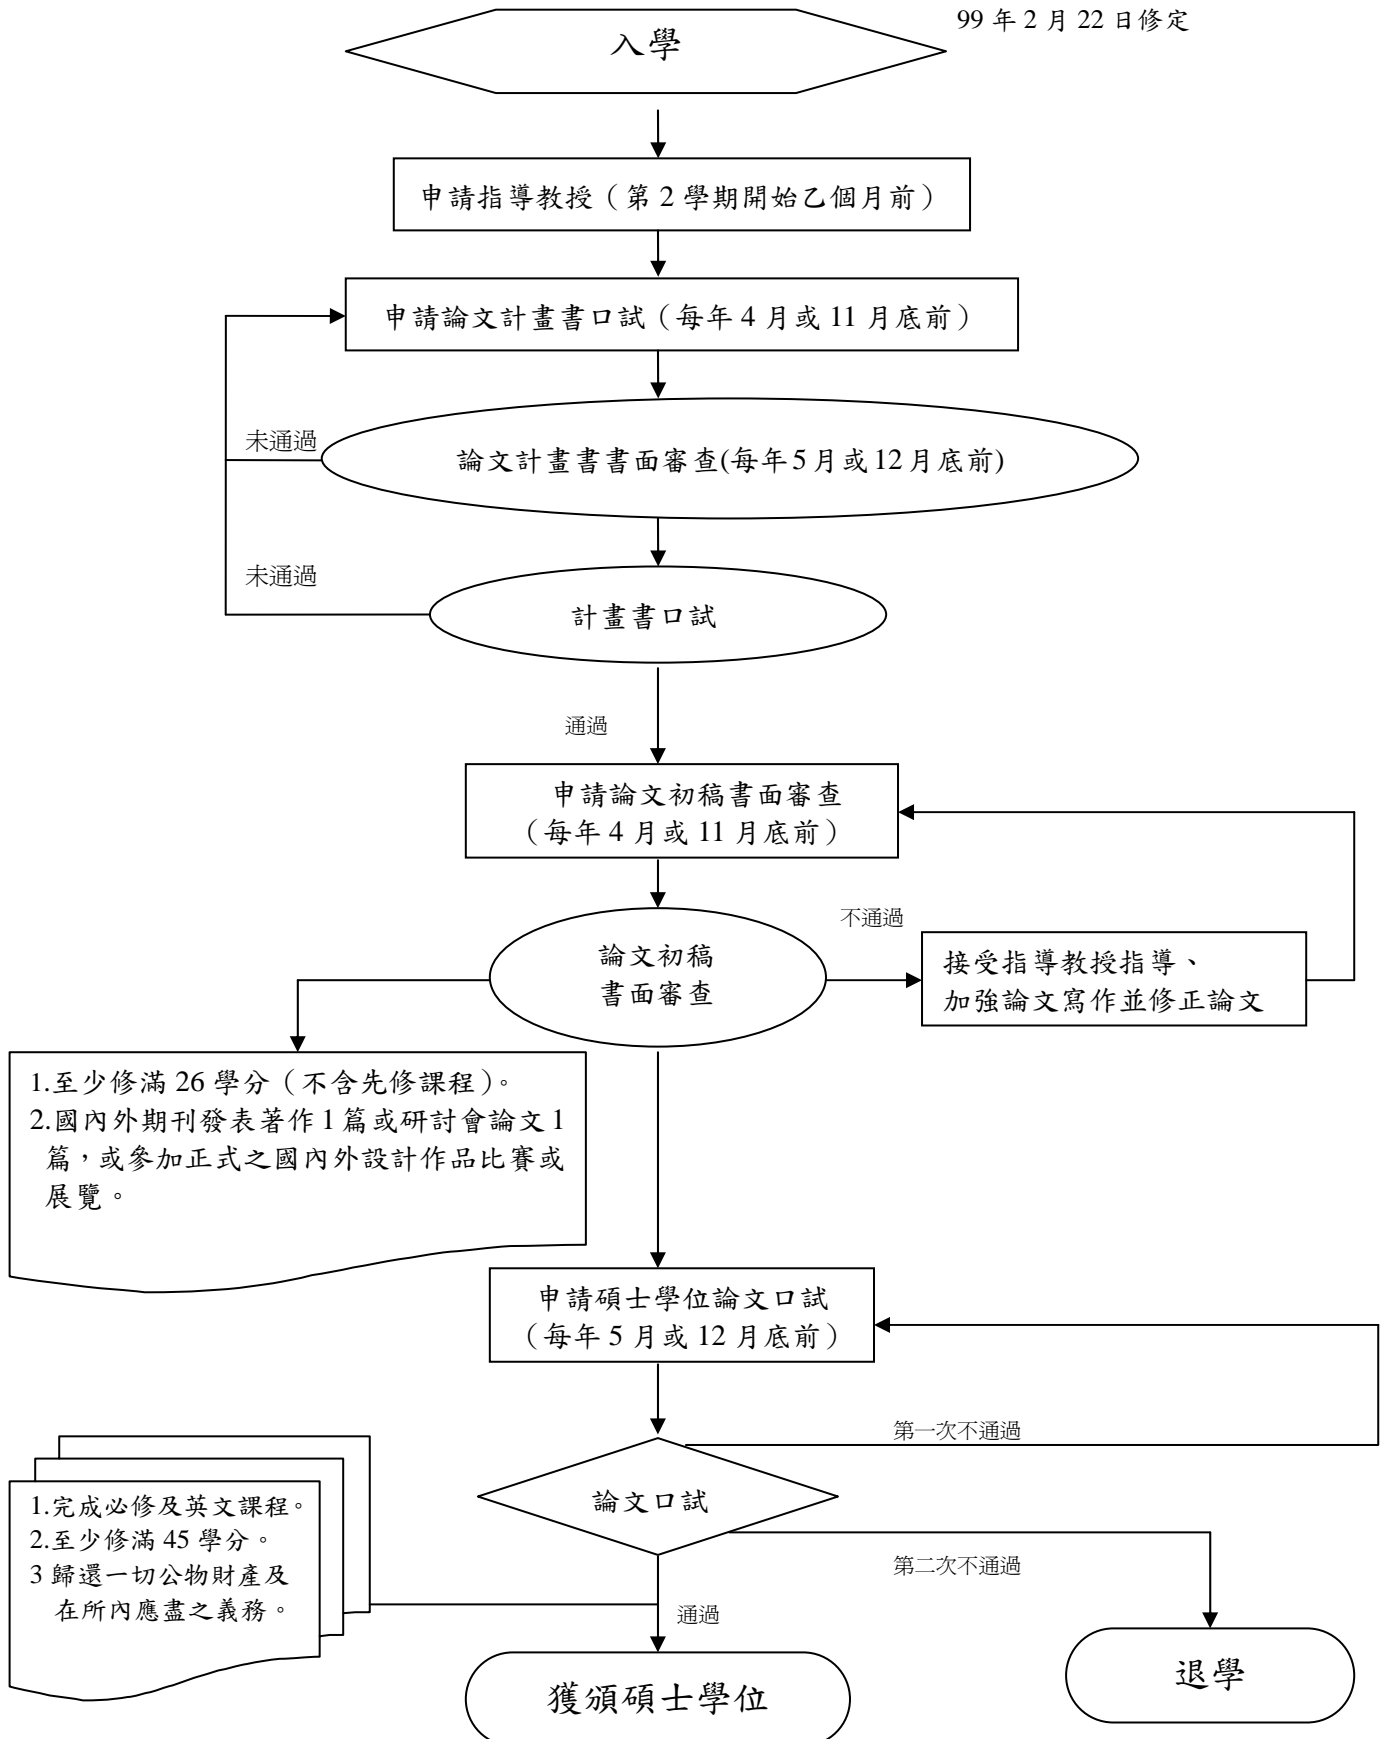 99 年 2 月 22 日修定
入學
申請指導教授（第 2 學期開始乙個月前）
申請論文計畫書口試（每年 4 月或 11 月底前）
未通過
論文計畫書書面審查(每年 5 月或 12 月底前)
未通過
計畫書口試
通過
申請論文初稿書面審查
（每年 4 月或 11 月底前）
不通過
論文初稿
書面審查
接受指導教授指導、
加強論文寫作並修正論文
1.至少修滿 26 學分（不含先修課程）。
2.國內外期刊發表著作 1 篇或研討會論文 1
篇，或參加正式之國內外設計作品比賽或
展覽。
申請碩士學位論文口試
（每年 5 月或 12 月底前）
第一次不通過
論文口試
1.完成必修及英文課程。
2.至少修滿 45 學分。
3 歸還一切公物財產及
在所內應盡之義務。
第二次不通過
通過
獲頒碩士學位
退學